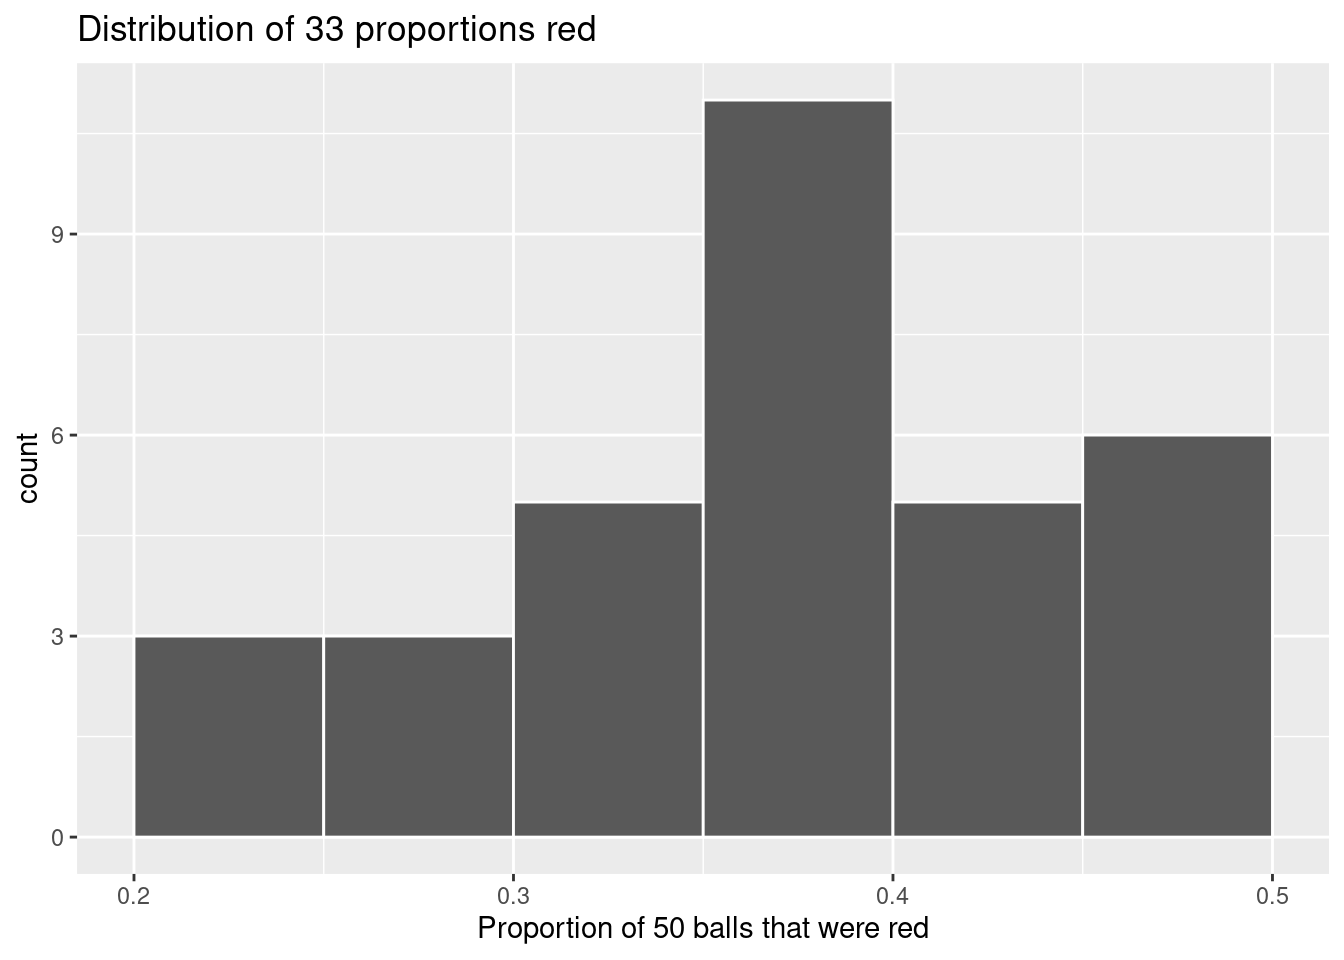 Distribution of 33 proportions red
count
9
6
3
0
0.2 0.3 0.4 0.5
Proportion of 50 balls that were red